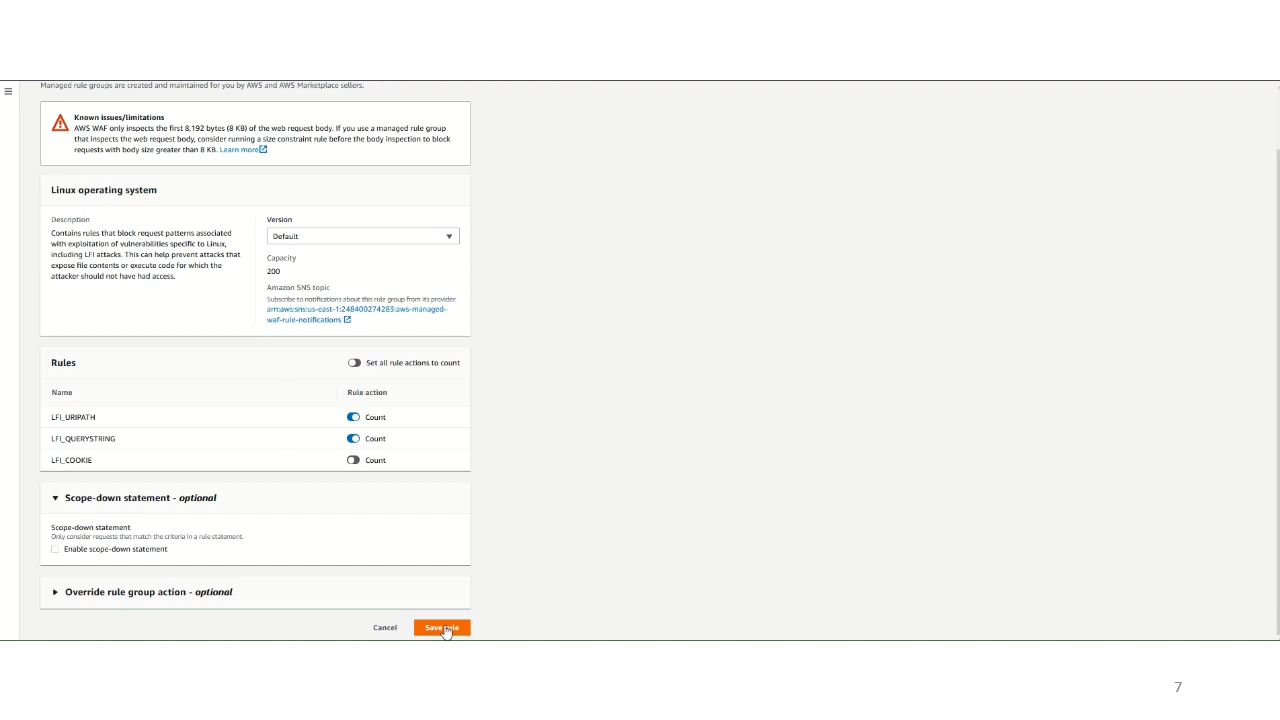 Managed rule groups are created and maintained for you by AWS and AWS Marketplace sellers.
Known issues/limitations
AWS WAF only inspects the first 8,192 bytes (8 KB) of the web request body. If you use a managed rule group
that inspects the web request body, consider running a size constraint rule before the body inspection to block
requests with body size greater than 8 KB. Learn more
Linux operating system
Description
Contains rules that block request patterns associated
with exploitation of vulnerabilities specific to Linux,
including LFI attacks. This can help prevent attacks that
expose file contents or execute code for which the
attacker should not have had access.
Version
Default
Capacity
200
Amazon SNS topic
Subscribe to notifications about this rule group from its provider.
arn:aws:sns:us-east-1:248400274283:aws-managed-
waf-rule-notifications
Rules
Set all rule actions to count
Name Rule action
LFI_URIPATH Count
LFI_QUERYSTRING Count
LFI_COOKIE Count
Scope-down statement - optional
Scope-down statement
Only consider requests that match the criteria in a rule statement.
Enable scope-down statement
Override rule group action - optional
Cancel Save rule
7